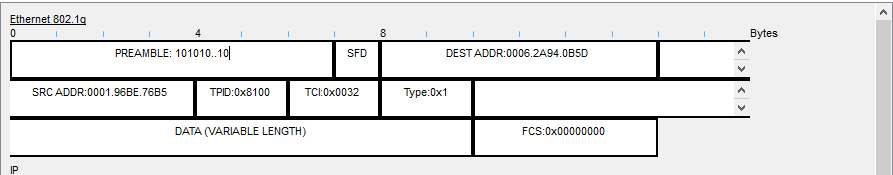 Ethernet 802.1q
0 4 8 Bytes
PREAMBLE: 101010..10 SFD DEST ADDR:0006.2A94.0B5D
SRC ADDR:0001.96BE.76B5 TPID:0x8100 TCI:0x0032 Type:0x1
DATA (VARIABLE LENGTH) FCS:0x00000000
IP